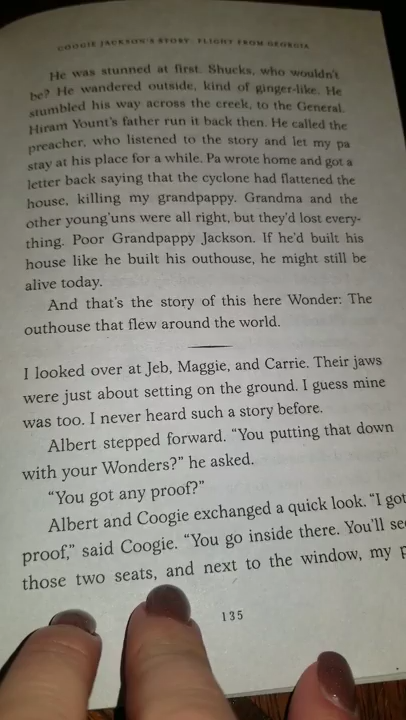 COOGIE JACKSON'S STORY: FLIGHT FROM GEORGIA
He was stunned at first. Shucks, who wouldn't
be? He wandered outside, kind of ginger-like. He
stumbled his way across the creek, to the General.
Hiram Yount's father run it back then. He called the
preacher, who listened to the story and let my pa
stay at his place for a while. Pa wrote home and got a
letter back saying that the cyclone had flattened the
house, killing my grandpappy. Grandma and the
other young'uns were all right, but they'd lost every-
thing. Poor Grandpappy Jackson. If he'd built his
house like he built his outhouse, he might still be
alive today.
And that's the story of this here Wonder: The
outhouse that flew around the world.
I looked over at Jeb, Maggie, and Carrie. Their jaws
were just about setting on the ground. I guess mine
was too. I never heard such a story before.
Albert stepped forward. "You putting that down
with your Wonders?" he asked.
"You got any proof?"
Albert and Coogie exchanged a quick look. "I got
proof," said Coogie. "You go inside there. You'll see
those two seats, and next to the window, my p
135